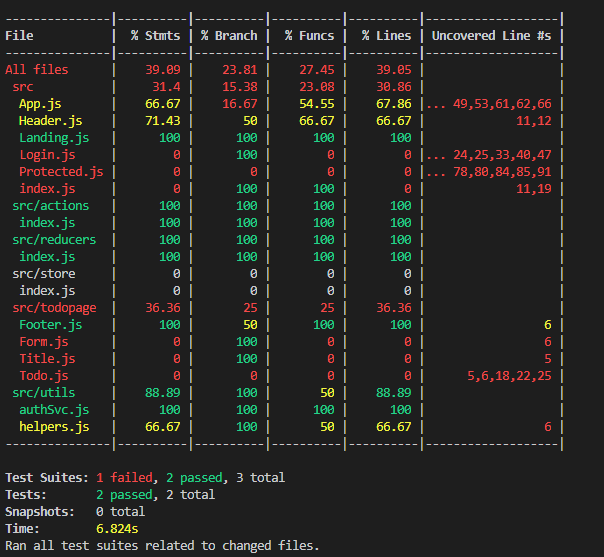 ---------------|----------|----------|----------|----------|-------------------|
File           |  % Stmts | % Branch |  % Funcs |  % Lines | Uncovered Line #s |
---------------|----------|----------|----------|----------|-------------------|
All files      |    39.09 |    23.81 |    27.45 |    39.05 |                   |
 src           |     31.4 |    15.38 |    23.08 |    30.86 |                   |
  App.js       |    66.67 |    16.67 |    54.55 |    67.86 |... 49,53,61,62,66 |
  Header.js    |    71.43 |       50 |    66.67 |    66.67 |             11,12 |
  Landing.js   |      100 |      100 |      100 |      100 |                   |
  Login.js     |        0 |      100 |        0 |        0 |... 24,25,33,40,47 |
  Protected.js |        0 |        0 |        0 |        0 |... 78,80,84,85,91 |
  index.js     |        0 |      100 |      100 |        0 |             11,19 |
 src/actions   |      100 |      100 |      100 |      100 |                   |
  index.js     |      100 |      100 |      100 |      100 |                   |
 src/reducers  |      100 |      100 |      100 |      100 |                   |
  index.js     |      100 |      100 |      100 |      100 |                   |
 src/store     |        0 |        0 |        0 |        0 |                   |
  index.js     |        0 |        0 |        0 |        0 |                   |
 src/todopage  |    36.36 |       25 |       25 |    36.36 |                   |
  Footer.js    |      100 |       50 |      100 |      100 |                 6 |
  Form.js      |        0 |      100 |        0 |        0 |                 6 |
  Title.js     |        0 |      100 |        0 |        0 |                 5 |
  Todo.js      |        0 |        0 |        0 |        0 |      5,6,18,22,25 |
 src/utils     |    88.89 |      100 |       50 |    88.89 |                   |
  authSvc.js   |      100 |      100 |      100 |      100 |                   |
  helpers.js   |    66.67 |      100 |       50 |    66.67 |                 6 |
---------------|----------|----------|----------|----------|-------------------|
Test Suites: 1 failed, 2 passed, 3 total
Tests:       2 passed, 2 total
Snapshots:   0 total
Time:        6.824s
Ran all test suites related to changed files.